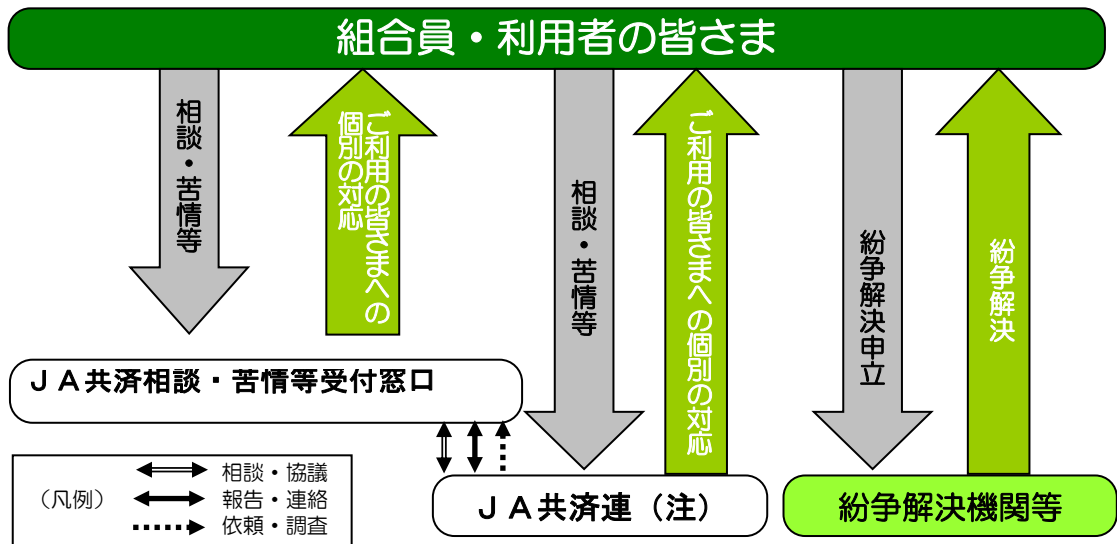 組合員・利用者の皆さま
相談・苦情等
ご利用の皆さまへの
個別の対応
相談・苦情等
ご利用の皆さまへの個別の対応
紛争解決申立
紛争解決
ＪＡ共済相談・苦情等受付窓口
（凡例）
相談・協議
報告・連絡
依頼・調査
ＪＡ共済連（注）
紛争解決機関等